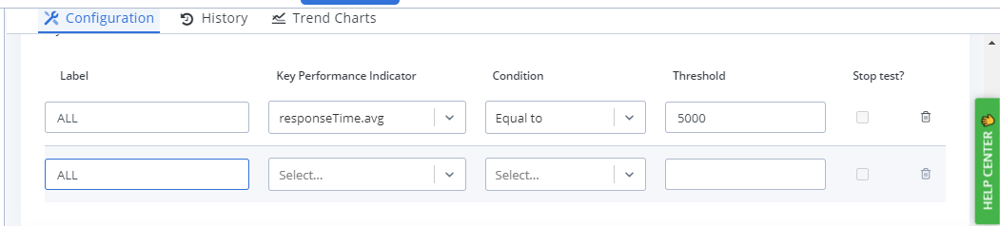 Configuration History Trend Charts
Label Key Performance Indicator Condition Threshold Stop test?
ALL responseTime.avg Equal to 5000
ALL Select... Select...
HELP CENTER